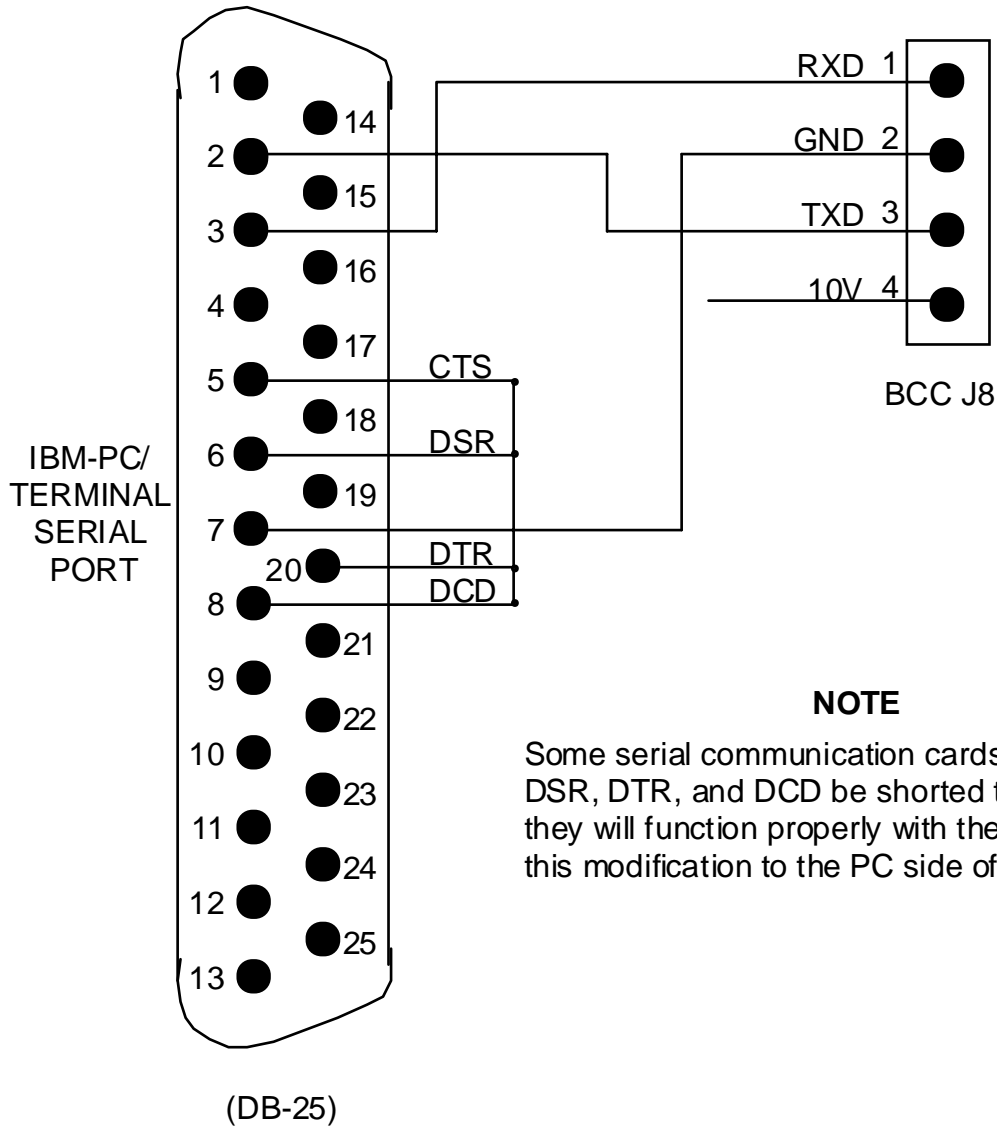 1
14
2
15
3
16
4
17
5
18
6
19
7
20
8
21
9
22
10
23
11
24
12
25
13
RXD 1
GND 2
TXD 3
10V 4
BCC J8
CTS
DSR
DTR
DCD
IBM-PC/
TERMINAL
SERIAL
PORT
NOTE
Some serial communication cards
DSR, DTR, and DCD be shorted
they will function properly with the
this modification to the PC side of
(DB-25)